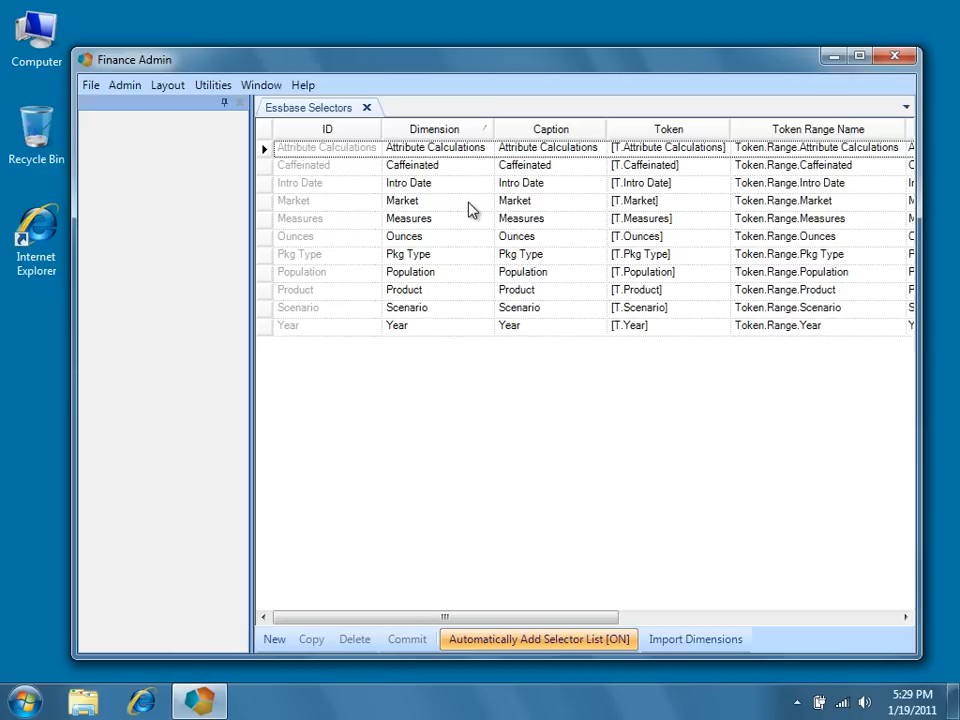 Computer
Recycle Bin
Internet
Explorer
Finance Admin
File Admin Layout Utilities Window Help
Essbase Selectors
ID Dimension Caption Token Token Range Name
Attribute Calculations Attribute Calculations Attribute Calculations [T.Attribute Calculations] Token.Range.Attribute Calculations
Caffeinated Caffeinated Caffeinated [T.Caffeinated] Token.Range.Caffeinated
Intro Date Intro Date Intro Date [T.Intro Date] Token.Range.Intro Date
Market Market Market [T.Market] Token.Range.Market
Measures Measures Measures [T.Measures] Token.Range.Measures
Ounces Ounces Ounces [T.Ounces] Token.Range.Ounces
Pkg Type Pkg Type Pkg Type [T.Pkg Type] Token.Range.Pkg Type
Population Population Population [T.Population] Token.Range.Population
Product Product Product [T.Product] Token.Range.Product
Scenario Scenario Scenario [T.Scenario] Token.Range.Scenario
Year Year Year [T.Year] Token.Range.Year
New Copy Delete Commit Automatically Add Selector List [ON] Import Dimensions
5:29 PM
1/19/2011